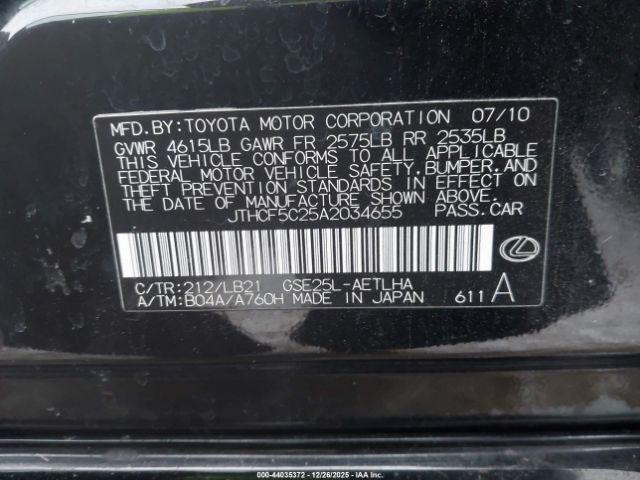 MFD.BY:TOYOTA MOTOR CORPORATION 07/10
GVWR 4615LB GAWR FR 2575LB RR 2535LB
THIS VEHICLE CONFORMS TO ALL APPLICABLE
FEDERAL MOTOR VEHICLE SAFETY,BUMPER,AND
THEFT PREVENTION STANDARDS IN EFFECT ON
THE DATE OF MANUFACTURE SHOWN ABOVE.
JTHCF5C25A2034655 PASS.CAR
C/TR:212/LB21 GSE25L-AETLHA
A/TM:B04A/A760H MADE IN JAPAN 611A
000-44035372 - 12/26/2025 - IAA Inc.